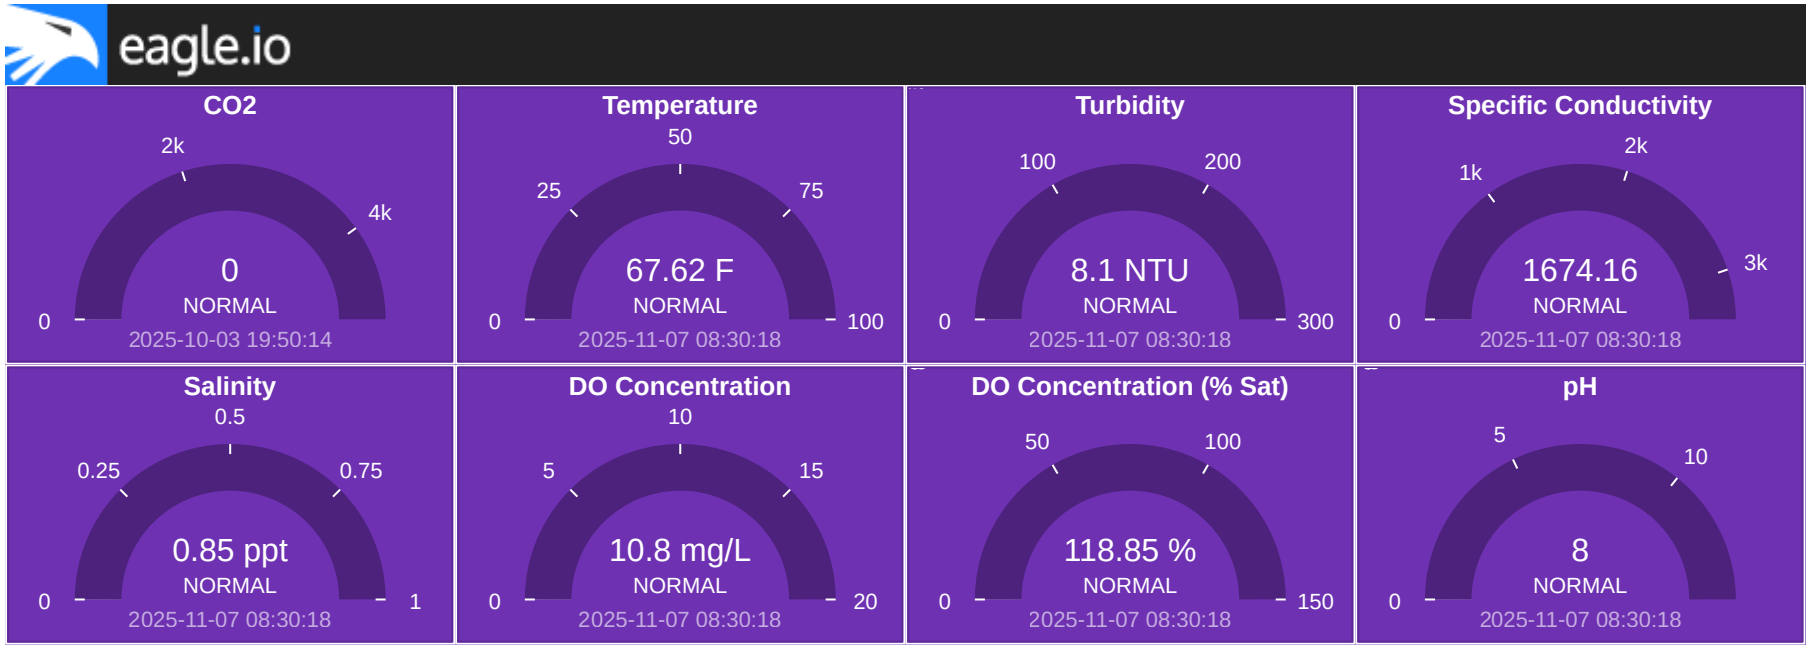 eagle.io
CO2
2k
4k
0
0
NORMAL
2025-10-03 19:50:14
Temperature
50
25
75
67.62 F
NORMAL
0
100
2025-11-07 08:30:18
Turbidity
100
200
8.1 NTU
NORMAL
0
300
2025-11-07 08:30:18
Specific Conductivity
2k
1k
3k
1674.16
NORMAL
0
2025-11-07 08:30:18
Salinity
0.5
0.25
0.75
0.85 ppt
NORMAL
0
1
2025-11-07 08:30:18
DO Concentration
10
5
15
10.8 mg/L
NORMAL
0
20
2025-11-07 08:30:18
DO Concentration (% Sat)
50
100
118.85 %
NORMAL
0
150
2025-11-07 08:30:18
pH
5
10
8
NORMAL
0
2025-11-07 08:30:18